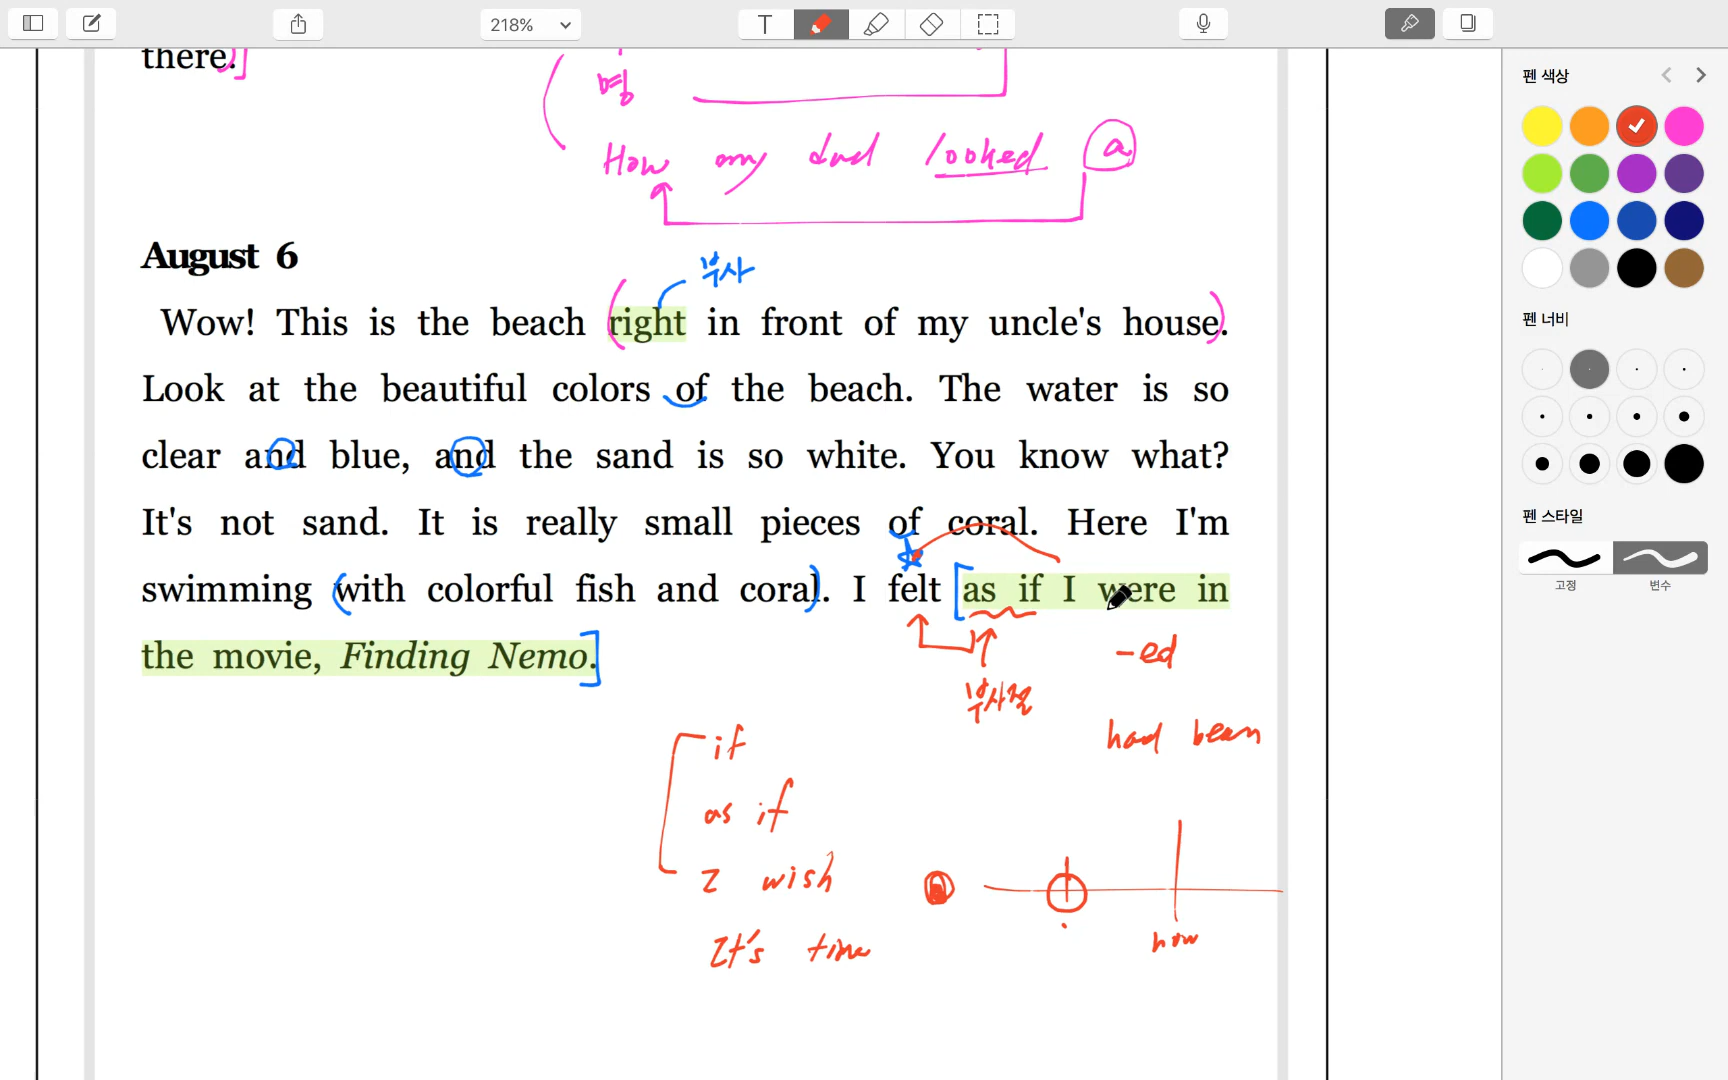 218%
T
there.]
명
How my dad looked a
August 6
부사
Wow! This is the beach (right in front of my uncle's house).
Look at the beautiful colors of the beach. The water is so
clear and blue, and the sand is so white. You know what?
It's not sand. It is really small pieces of coral. Here I'm
swimming (with colorful fish and coral). I felt [as if I were in
the movie, Finding Nemo.]
-ed
부사절
had been
if
as if
I wish
It's time
now
펜 색상
펜 너비
펜 스타일
고정
변수